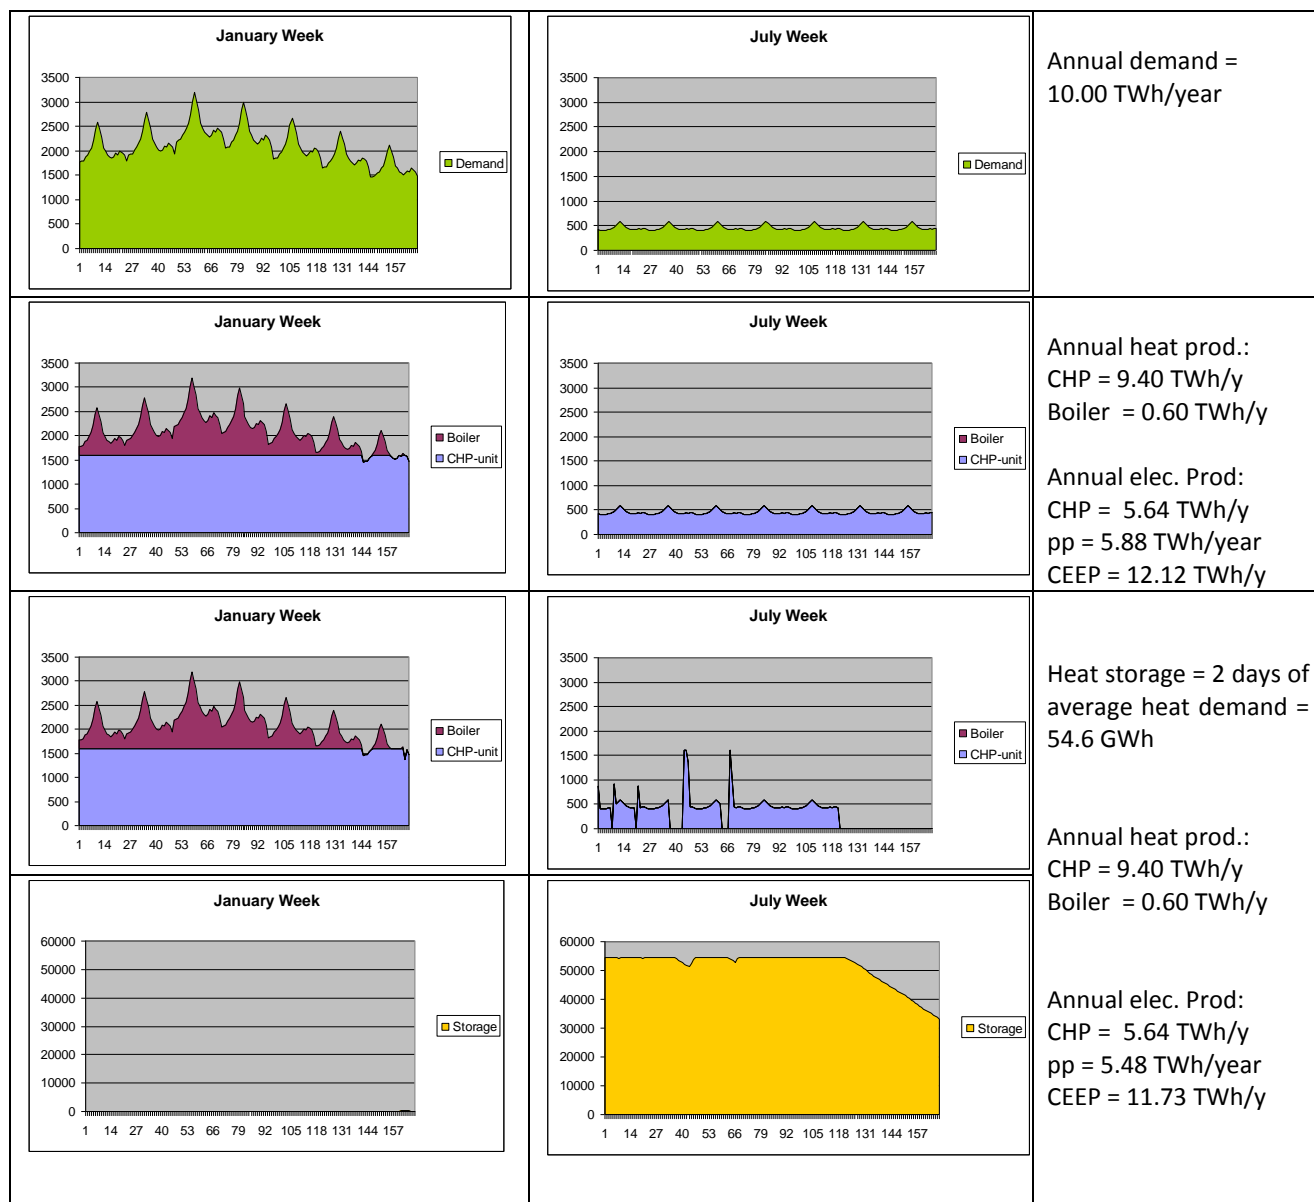 January Week
3500
3000
2500
2000
1500
1000
500
0
1 14 27 40 53 66 79 92 105 118 131 144 157
Demand
July Week
3500
3000
2500
2000
1500
1000
500
0
1 14 27 40 53 66 79 92 105 118 131 144 157
Demand
Annual demand =
10.00 TWh/year
January Week
3500
3000
2500
2000
1500
1000
500
0
1 14 27 40 53 66 79 92 105 118 131 144 157
Boiler
CHP-unit
July Week
3500
3000
2500
2000
1500
1000
500
0
1 14 27 40 53 66 79 92 105 118 131 144 157
Boiler
CHP-unit
Annual heat prod.:
CHP = 9.40 TWh/y
Boiler = 0.60 TWh/y
Annual elec. Prod:
CHP = 5.64 TWh/y
pp = 5.88 TWh/year
CEEP = 12.12 TWh/y
January Week
3500
3000
2500
2000
1500
1000
500
0
1 14 27 40 53 66 79 92 105 118 131 144 157
Boiler
CHP-unit
July Week
3500
3000
2500
2000
1500
1000
500
0
1 14 27 40 53 66 79 92 105 118 131 144 157
Boiler
CHP-unit
Heat storage = 2 days of
average heat demand =
54.6 GWh
Annual heat prod.:
CHP = 9.40 TWh/y
Boiler = 0.60 TWh/y
January Week
60000
50000
40000
30000
20000
10000
0
1 14 27 40 53 66 79 92 105 118 131 144 157
Storage
July Week
60000
50000
40000
30000
20000
10000
0
1 14 27 40 53 66 79 92 105 118 131 144 157
Storage
Annual elec. Prod:
CHP = 5.64 TWh/y
pp = 5.48 TWh/year
CEEP = 11.73 TWh/y